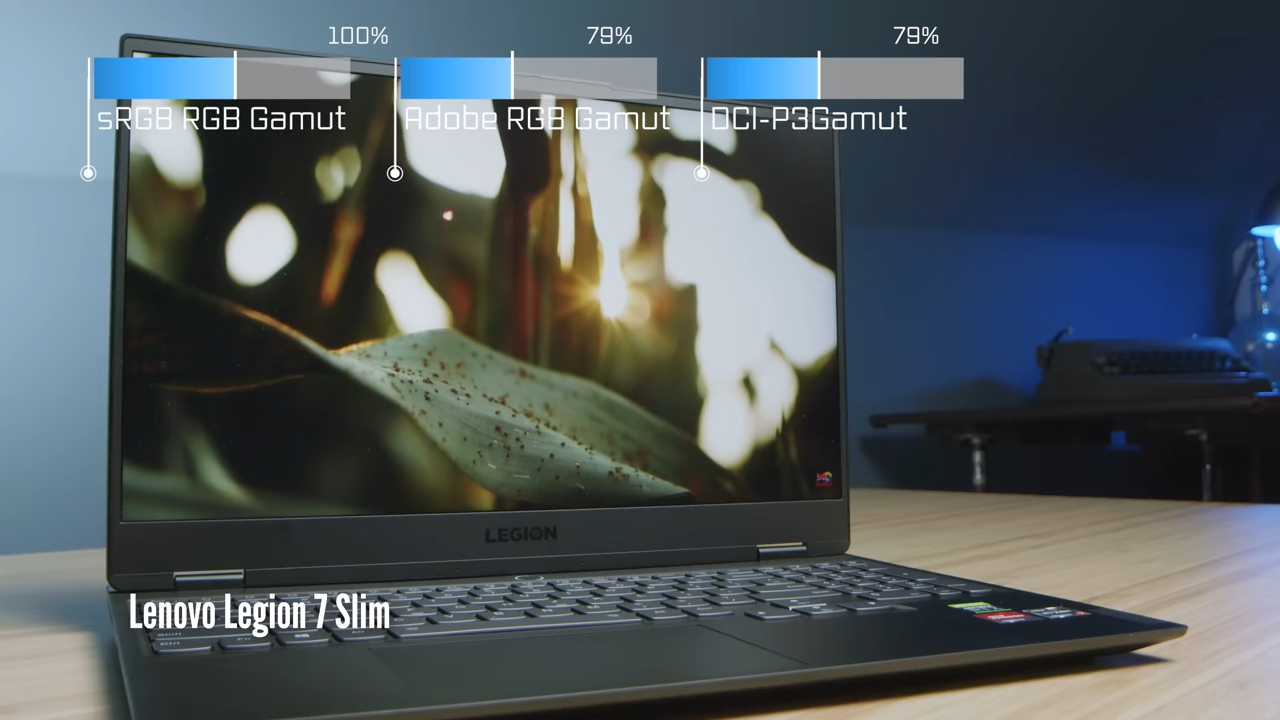 100%
79%
79%
sRGB RGB Gamut
Adobe RGB Gamut
DCI-P3Gamut
LEGION
Lenovo Legion 7 Slim